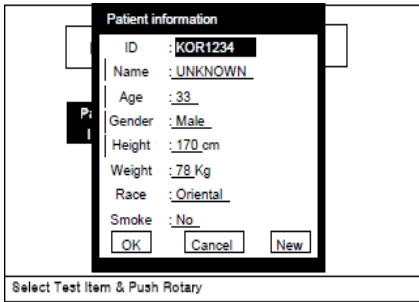 Patient information
ID : KOR1234
Name : UNKNOWN
Age : 33
Gender : Male
Height : 170 cm
Weight : 78 Kg
Race : Oriental
Smoke : No
OK Cancel New
Select Test Item & Push Rotary